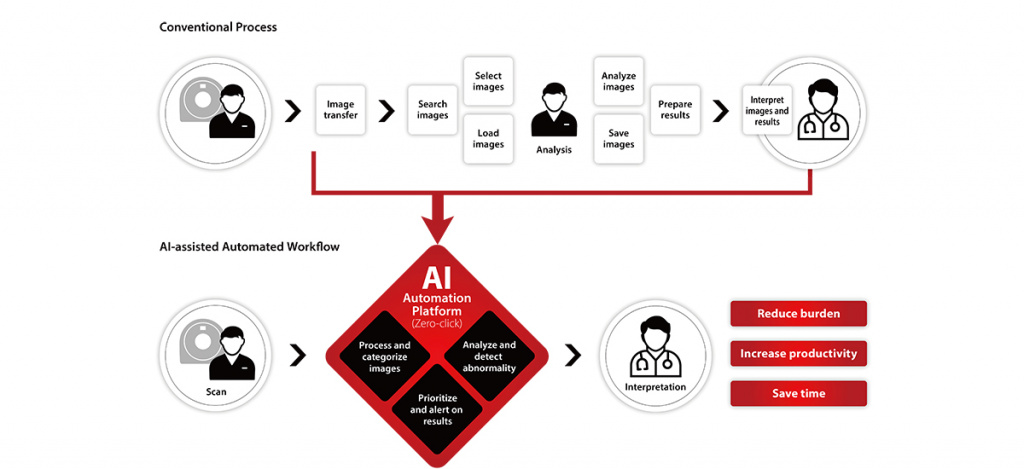 Conventional Process
Image
transfer
Search
images
Select
images
Load
images
Analysis
Analyze
images
Save
images
Prepare
results
Interpret
images and
results
AI-assisted Automated Workflow
Scan
AI
Automation
Platform
(Zero-click)
Process and
categorize
images
Analyze and
detect
abnormality
Prioritize
and alert on
results
Interpretation
Reduce burden
Increase productivity
Save time